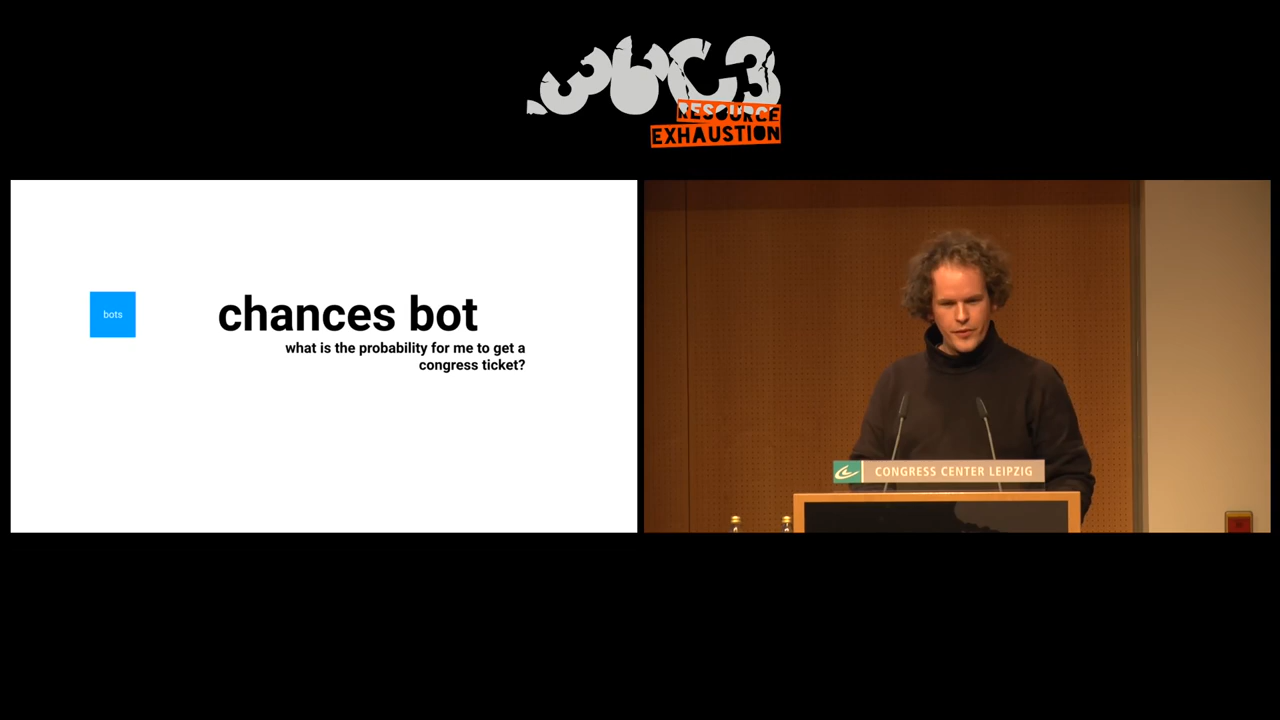 36C3
RESOURCE
EXHAUSTION
bots
chances bot
what is the probability for me to get a
congress ticket?
CONGRESS CENTER LEIPZIG